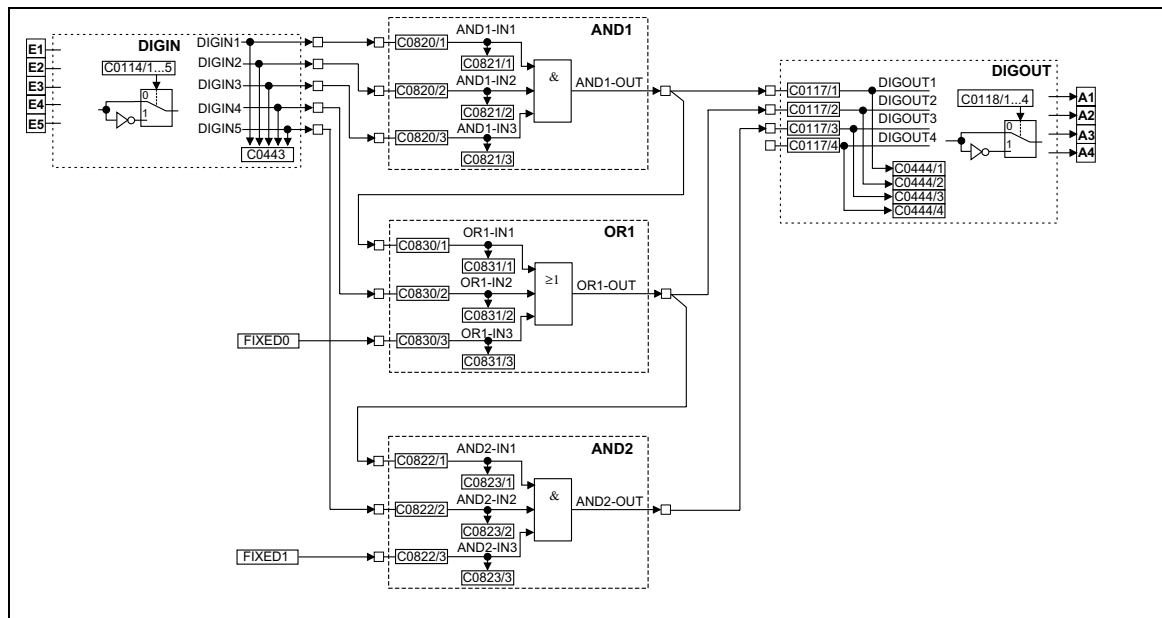 E1
E2
E3
E4
E5
DIGIN
C0114/1...5
0
1
DIGIN1
DIGIN2
DIGIN3
DIGIN4
DIGIN5
C0443
AND1
C0820/1
AND1-IN1
C0821/1
C0820/2
AND1-IN2
C0821/2
C0820/3
AND1-IN3
C0821/3
&
AND1-OUT
OR1
C0830/1
OR1-IN1
C0831/1
C0830/2
OR1-IN2
C0831/2
FIXED0
C0830/3
OR1-IN3
C0831/3
≥1
OR1-OUT
AND2
C0822/1
AND2-IN1
C0823/1
C0822/2
AND2-IN2
C0823/2
FIXED1
C0822/3
AND2-IN3
C0823/3
&
AND2-OUT
DIGOUT
C0117/1
DIGOUT1
C0117/2
DIGOUT2
C0117/3
DIGOUT3
C0117/4
DIGOUT4
C0118/1...4
0
1
C0444/1
C0444/2
C0444/3
C0444/4
A1
A2
A3
A4